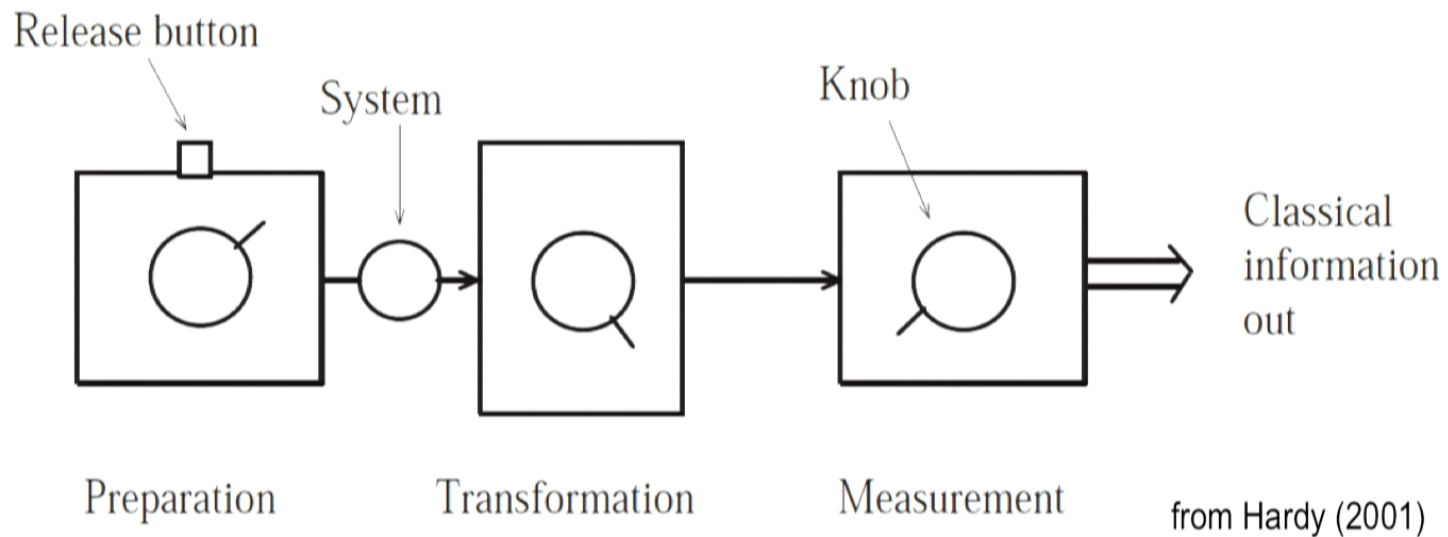 Release button
System
Knob
Classical
information
out
Preparation
Transformation
Measurement
from Hardy (2001)